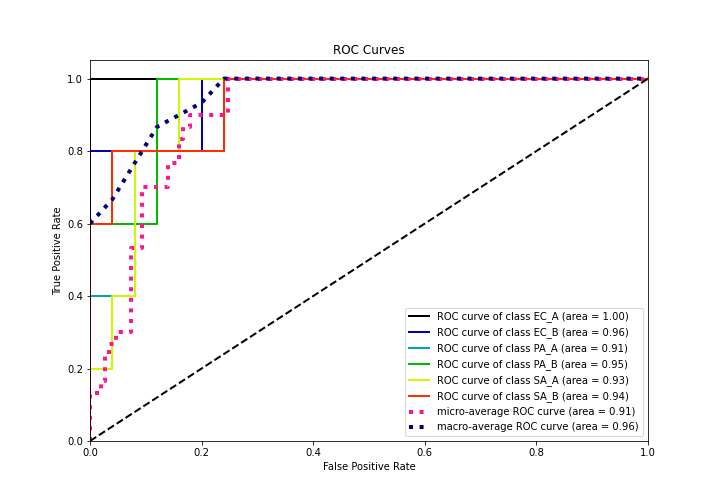 ROC Curves
True Positive Rate
1.0
0.8
0.6
0.4
0.2
0.0
0.0 0.2 0.4 0.6 0.8 1.0
False Positive Rate
ROC curve of class EC_A (area = 1.00)
ROC curve of class EC_B (area = 0.96)
ROC curve of class PA_A (area = 0.91)
ROC curve of class PA_B (area = 0.95)
ROC curve of class SA_A (area = 0.93)
ROC curve of class SA_B (area = 0.94)
micro-average ROC curve (area = 0.91)
macro-average ROC curve (area = 0.96)